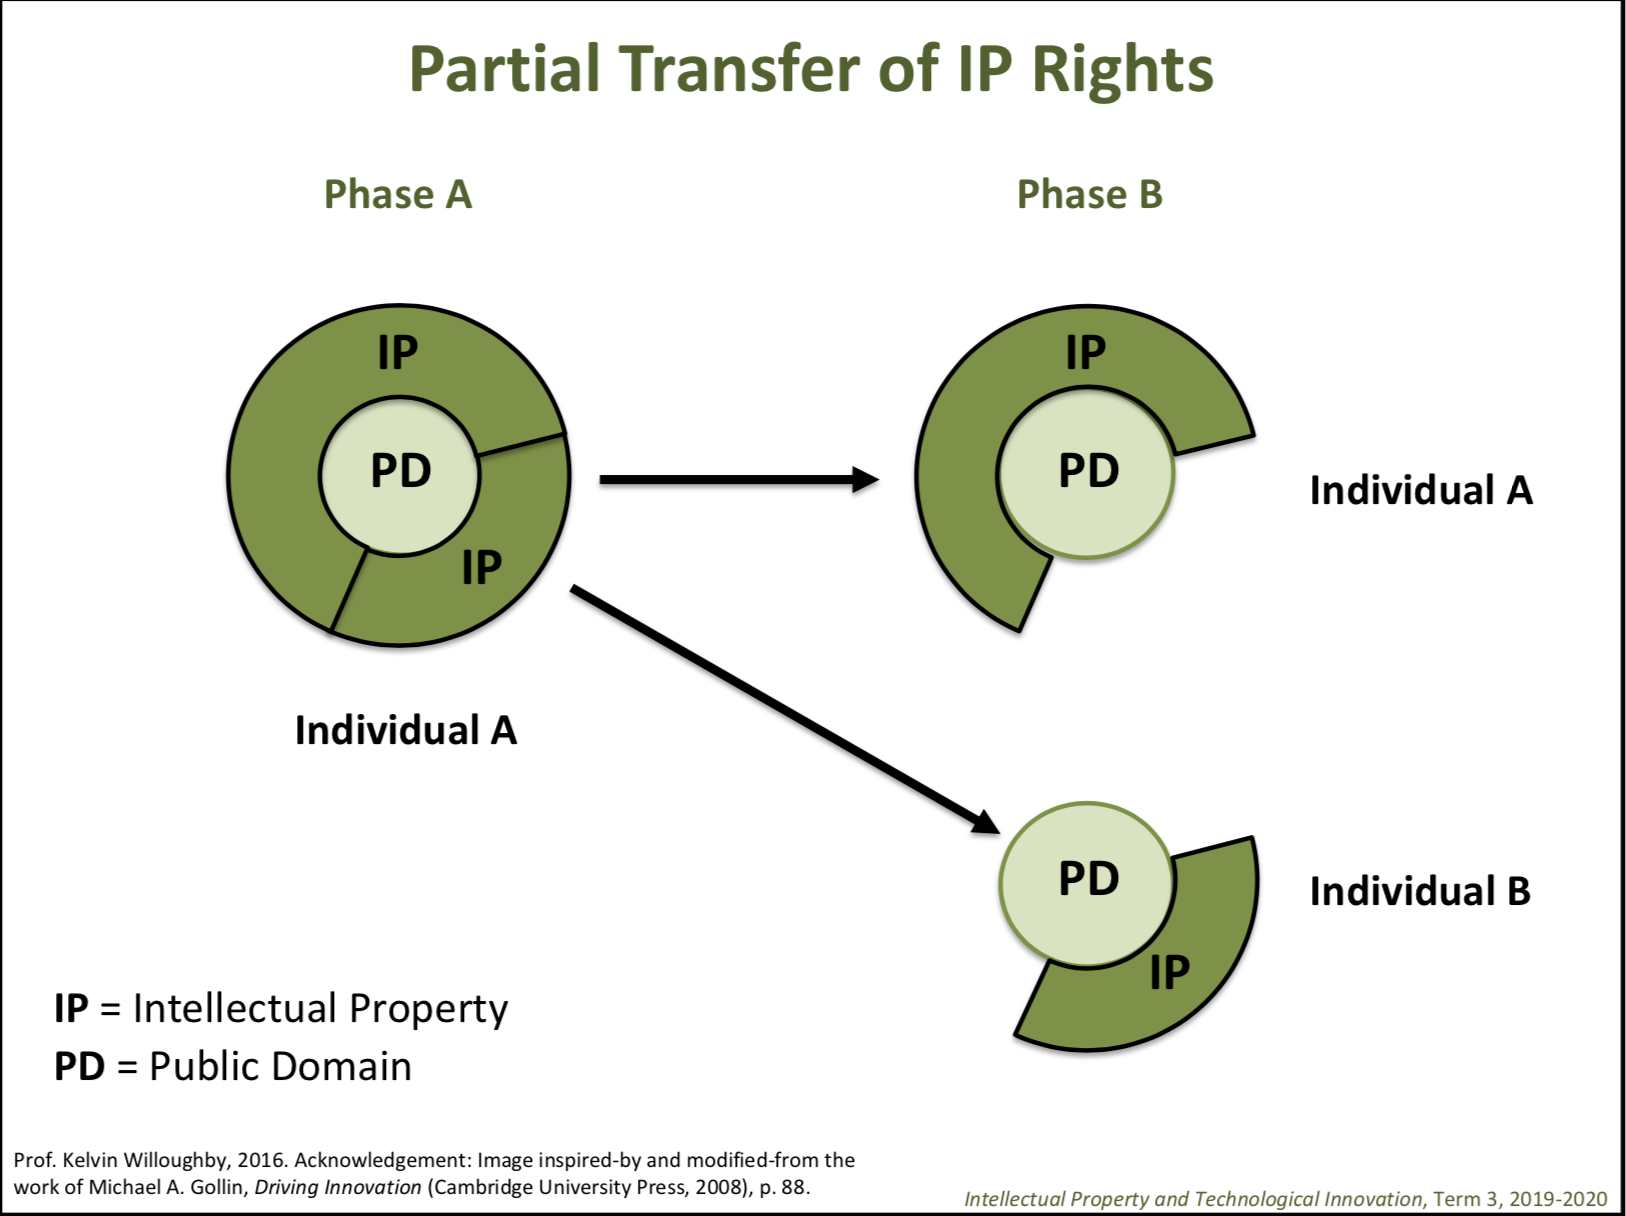 Partial Transfer of IP Rights
Phase A
Phase B
IP
PD
IP
Individual A
IP
PD
Individual A
PD
IP
Individual B
IP = Intellectual Property
PD = Public Domain
Prof. Kelvin Willoughby, 2016. Acknowledgement: Image inspired-by and modified-from the
work of Michael A. Gollin, Driving Innovation (Cambridge University Press, 2008), p. 88.
Intellectual Property and Technological Innovation, Term 3, 2019-2020